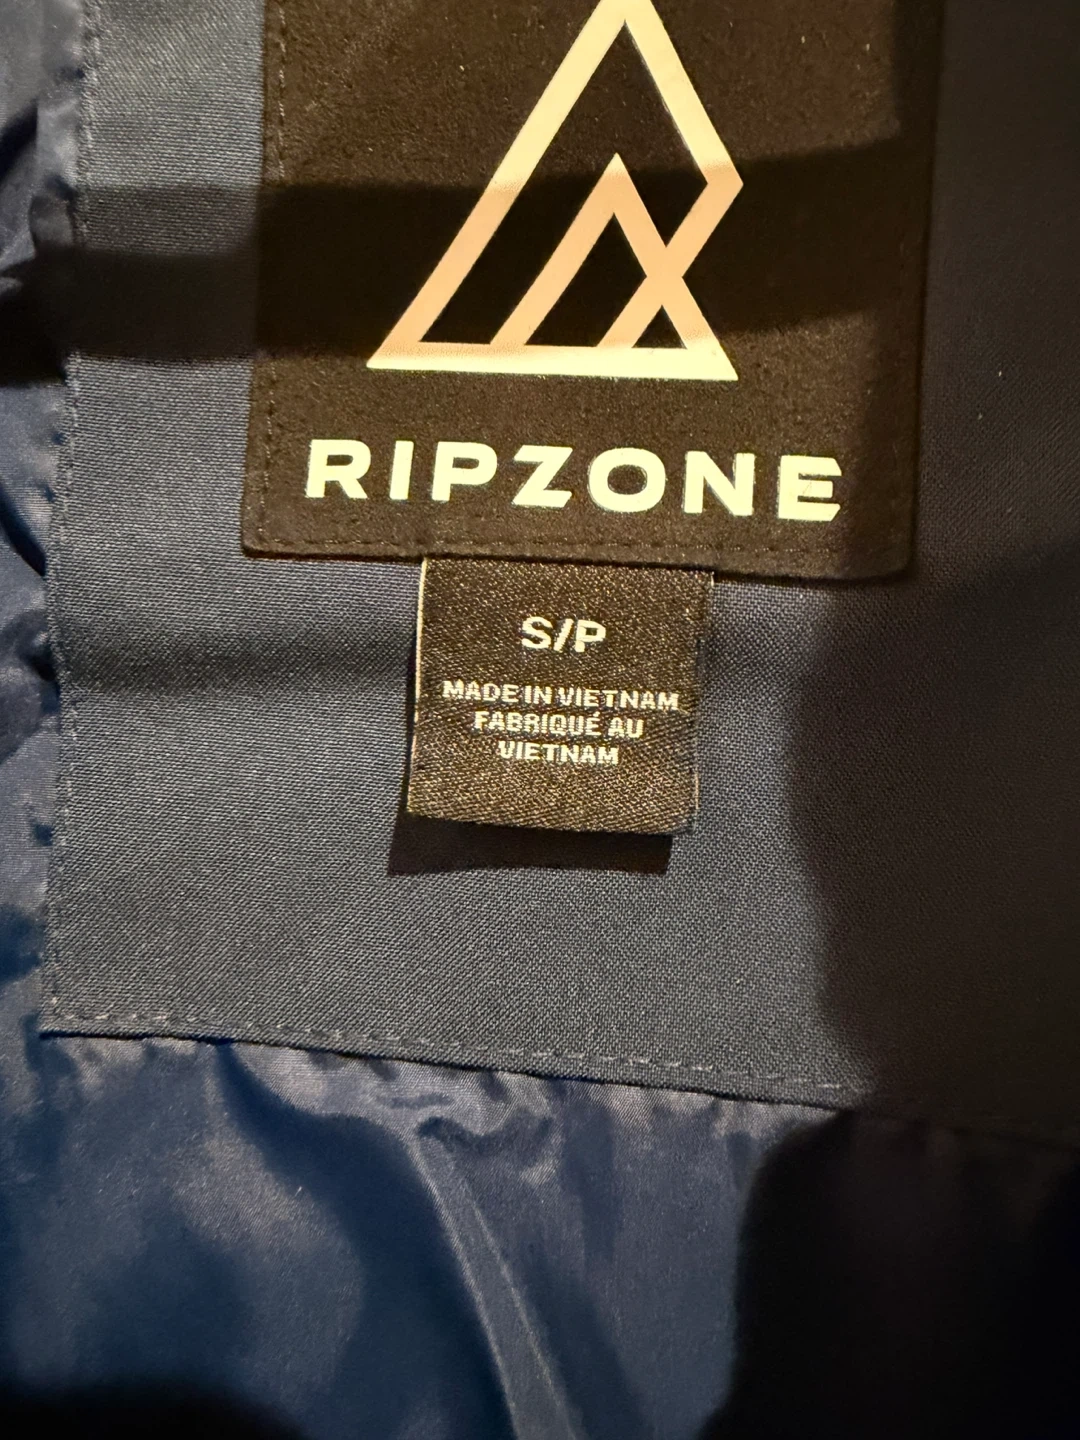 RIPZONE
S/P
MADE IN VIETNAM
FABRIQUÉ AU
VIETNAM